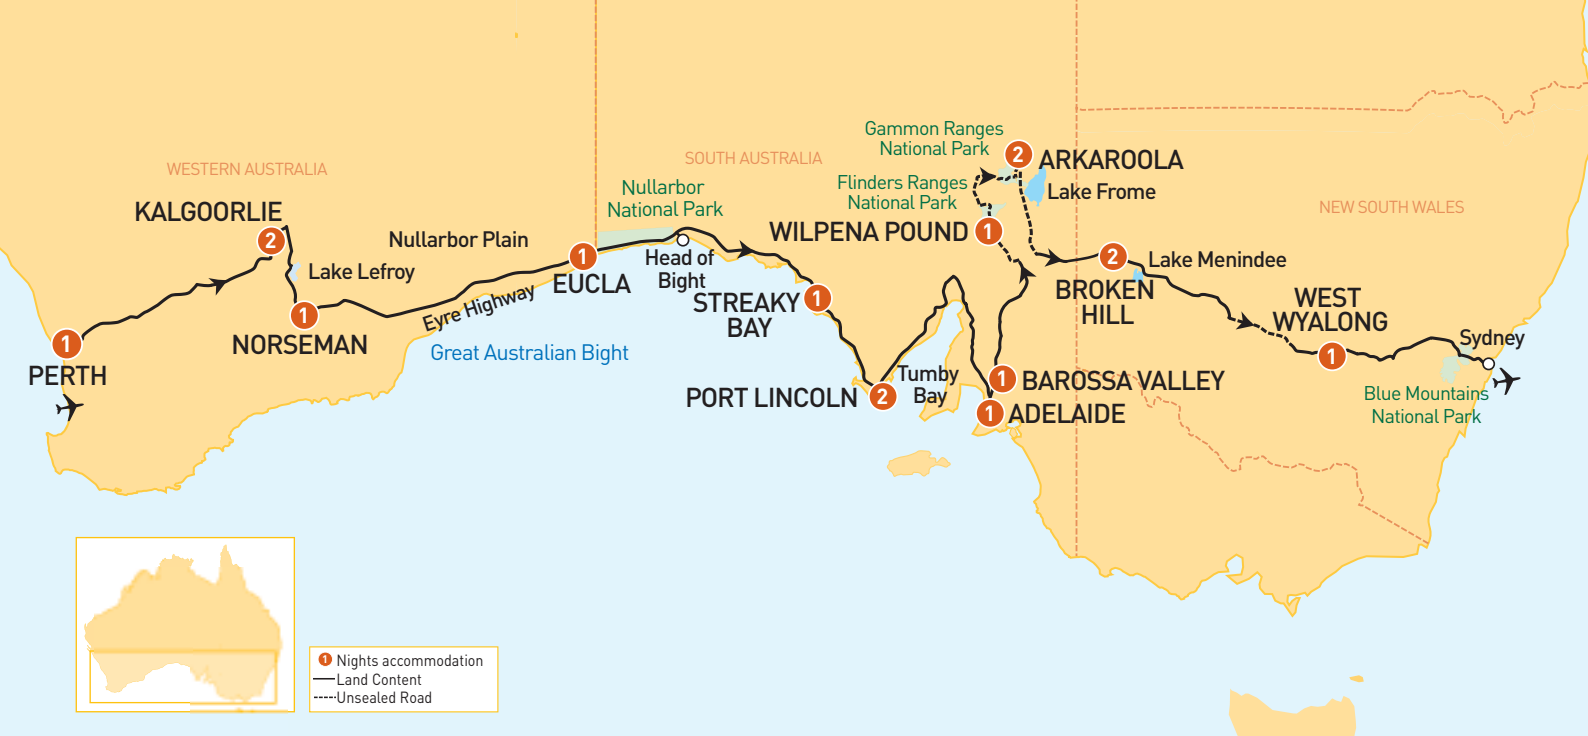 WESTERN AUSTRALIA
SOUTH AUSTRALIA
NEW SOUTH WALES
KALGOORLIE
2
Nullarbor Plain
Lake Lefroy
1
NORSEMAN
1
PERTH
Eyre Highway
Great Australian Bight
1
EUCLA
Nullarbor
National Park
Head of
Bight
STREAKY
BAY
1
PORT LINCOLN
2
Tumby
Bay
1
BAROSSA VALLEY
1
ADELAIDE
Gammon Ranges
National Park
2
ARKAROOLA
Lake Frome
Flinders Ranges
National Park
WILPENA POUND
1
2
BROKEN
HILL
Lake Menindee
WEST
WYALONG
1
Sydney
Blue Mountains
National Park
1 Nights accommodation
Land Content
Unsealed Road